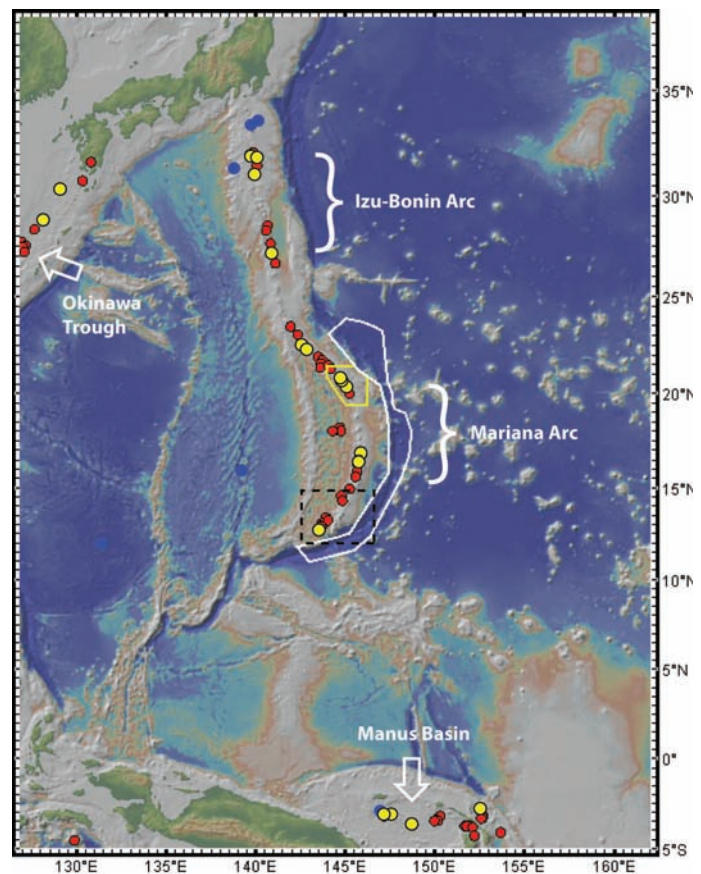 35°N
30°N
25°N
20°N
15°N
10°N
5°N
0°
5°S
Izu-Bonin Arc
Okinawa
Trough
Mariana Arc
Manus Basin
130°E
135°E
140°E
145°E
150°E
155°E
160°E